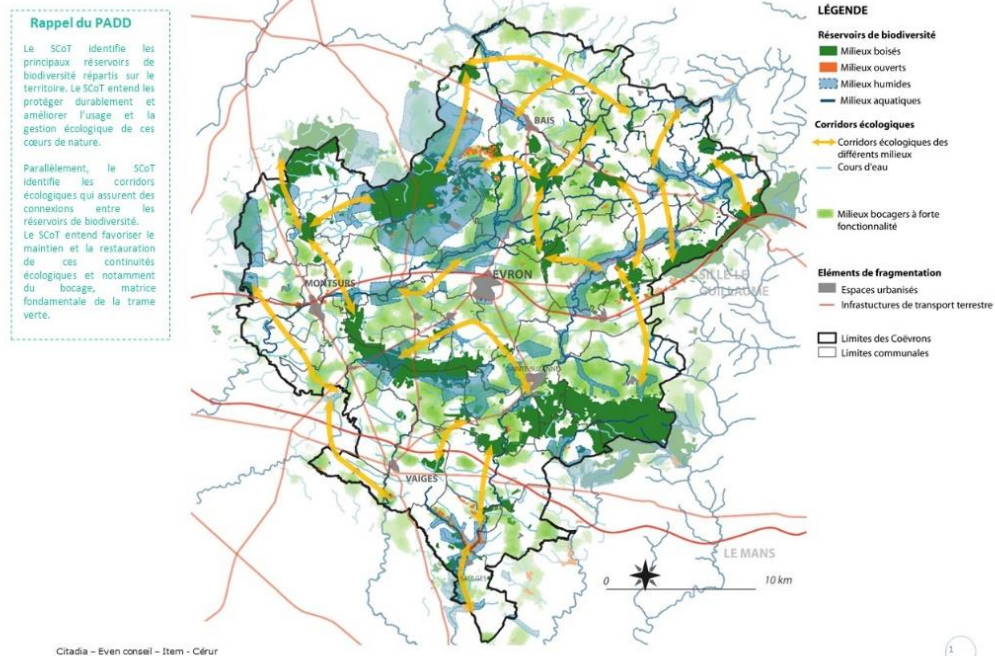 Rappel du PADD
Le SCoT identifie les
principaux réservoirs de
biodiversité répartis sur le
territoire. Le SCoT entend les
protéger durablement et
améliorer l'usage et la
gestion écologique de ces
cœurs de nature.
Parallèlement, le SCoT
identifie les corridors
écologiques qui assurent des
connexions entre les
réservoirs de biodiversité.
Le SCoT entend favoriser le
maintien et la restauration
de ces continuités
écologiques et notamment
du bocage, matrice
fondamentale de la trame
verte.
BAIS
EVRON
MONTSURS
SILLÉ-LE
GUILLAUME
SAINTE-SUZANNE
VAIGES
SAULGES
LE MANS
0 10 km
LÉGENDE
Réservoirs de biodiversité
Milieux boisés
Milieux ouverts
Milieux humides
Milieux aquatiques
Corridors écologiques
Corridors écologiques des
différents milieux
Cours d'eau
Milieux bocagers à forte
fonctionnalité
Eléments de fragmentation
Espaces urbanisés
Infrastuctures de transport terrestre
Limites des Coëvrons
Limites communales
Citadia – Even conseil – Item - Cérur
1